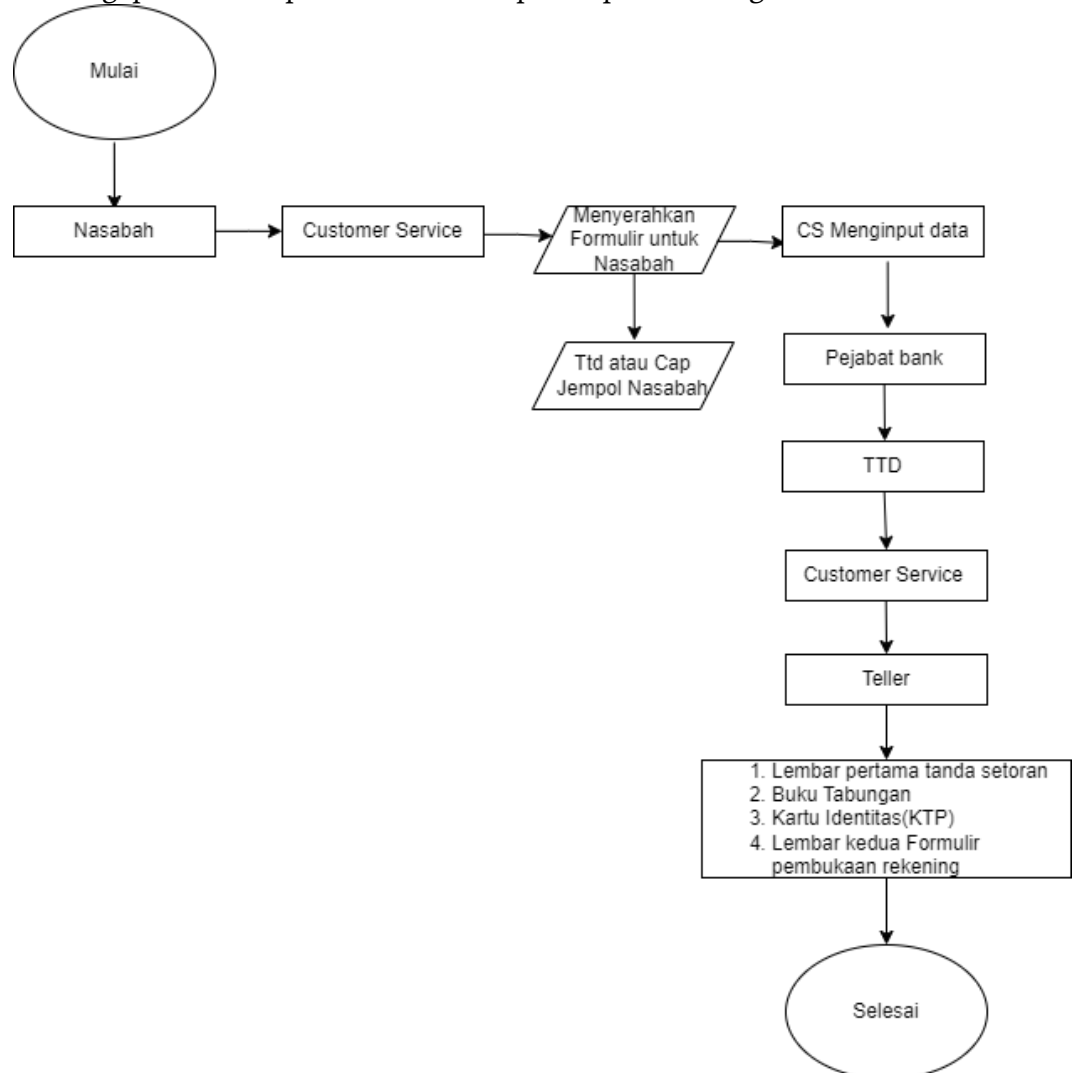 Mulai
Nasabah
Customer Service
Menyerahkan
Formulir untuk
Nasabah
CS Menginput data
Ttd atau Cap
Jempol Nasabah
Pejabat bank
TTD
Customer Service
Teller
1. Lembar pertama tanda setoran
2. Buku Tabungan
3. Kartu Identitas(KTP)
4. Lembar kedua Formulir
pembukaan rekening
Selesai